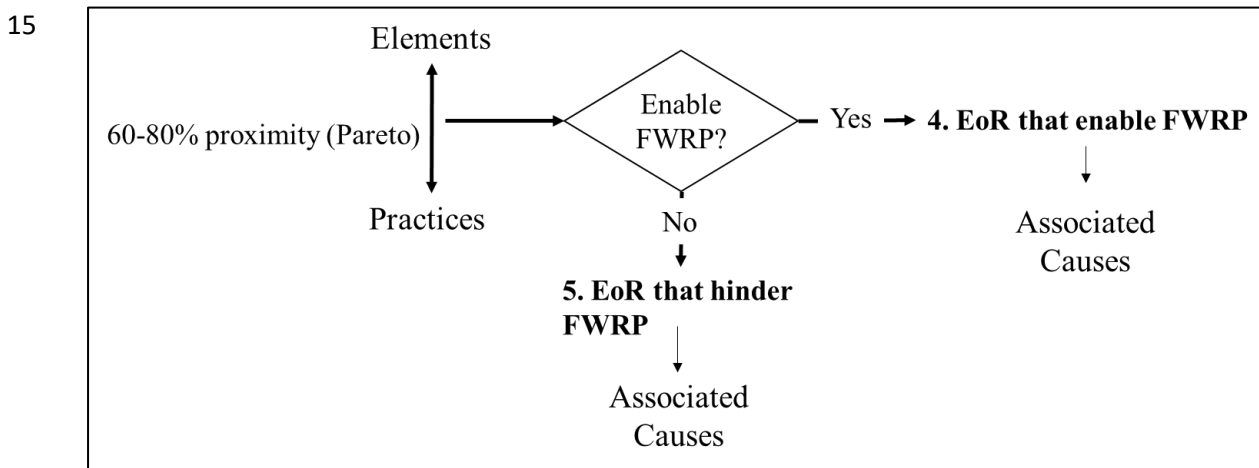 15
Elements
60-80% proximity (Pareto)
Practices
Enable
FWRP?
Yes
4. EoR that enable FWRP
Associated
Causes
No
5. EoR that hinder
FWRP
Associated
Causes